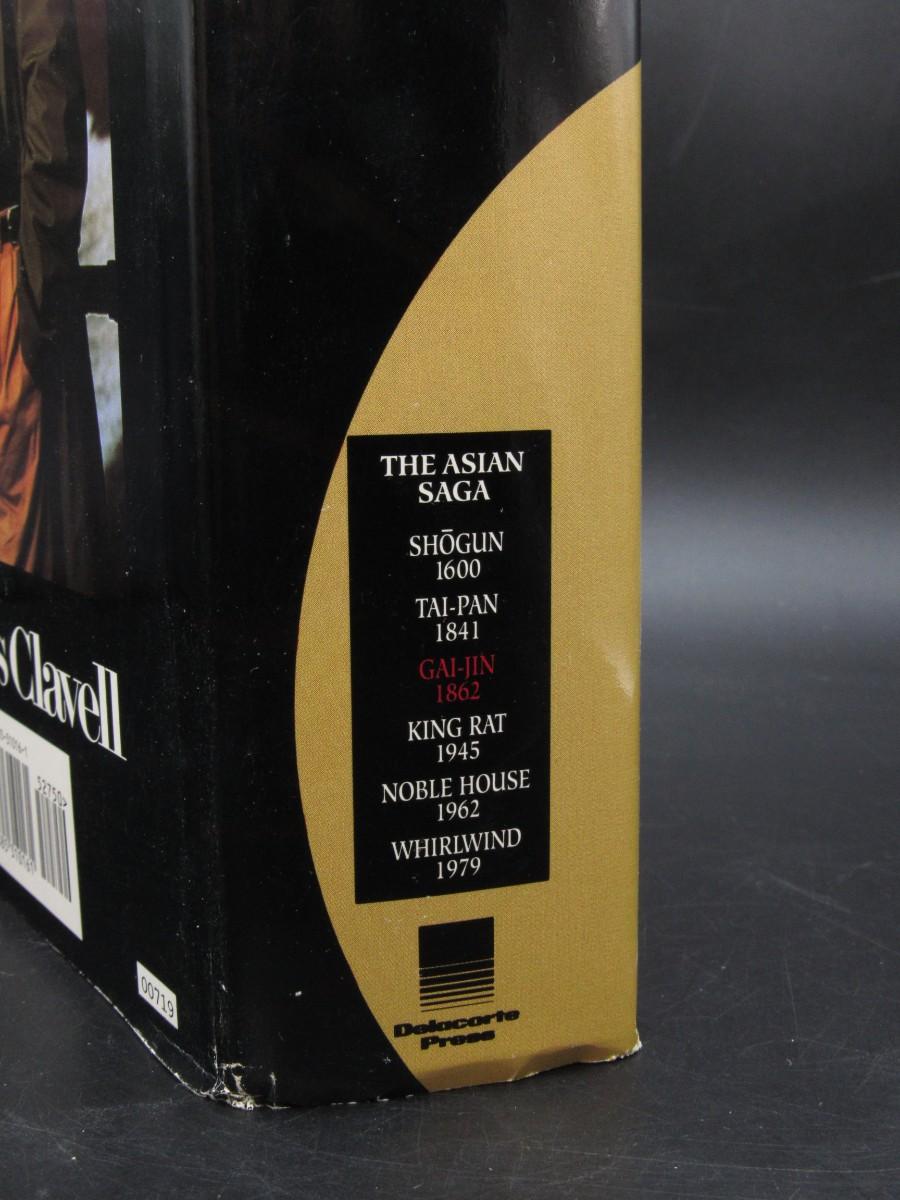 THE ASIAN
SAGA
SHŌGUN
1600
TAI-PAN
1841
GAI-JIN
1862
KING RAT
1945
NOBLE HOUSE
1962
WHIRLWIND
1979
Delacorte
Press
s Clavell
52750>
00719